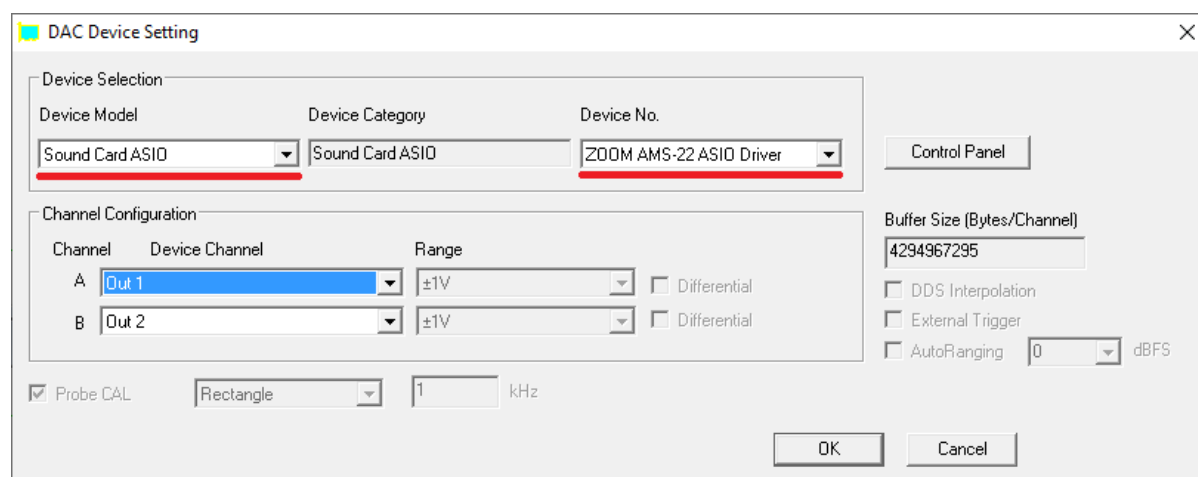 DAC Device Setting
Device Selection
Device Model Device Category Device No.
Sound Card ASIO Sound Card ASIO ZOOM AMS-22 ASIO Driver Control Panel
Channel Configuration
Buffer Size (Bytes/Channel)
Channel Device Channel Range
4294967295
A Out 1 ±1V Differential
DDS Interpolation
B Out 2 ±1V Differential
External Trigger
AutoRanging 0 dBFS
Probe CAL Rectangle 1 kHz
OK Cancel